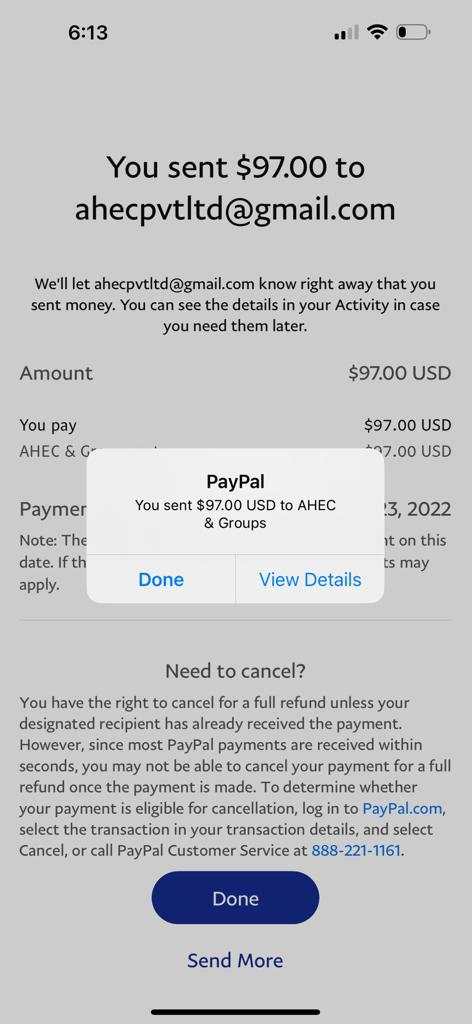 6:13
You sent $97.00 to
ahecpvtltd@gmail.com
We'll let ahecpvtltd@gmail.com know right away that you
sent money. You can see the details in your Activity in case
you need them later.
Amount $97.00 USD
You pay $97.00 USD
AHEC & 97.00 USD
PayPal
You sent $97.00 USD to AHEC
& Groups
Done View Details
23, 2022
Note: The nt on this
date. If th ts may
apply.
Need to cancel?
You have the right to cancel for a full refund unless your
designated recipient has already received the payment.
However, since most PayPal payments are received within
seconds, you may not be able to cancel your payment for a full
refund once the payment is made. To determine whether
your payment is eligible for cancellation, log in to PayPal.com,
select the transaction in your transaction details, and select
Cancel, or call PayPal Customer Service at 888-221-1161.
Done
Send More